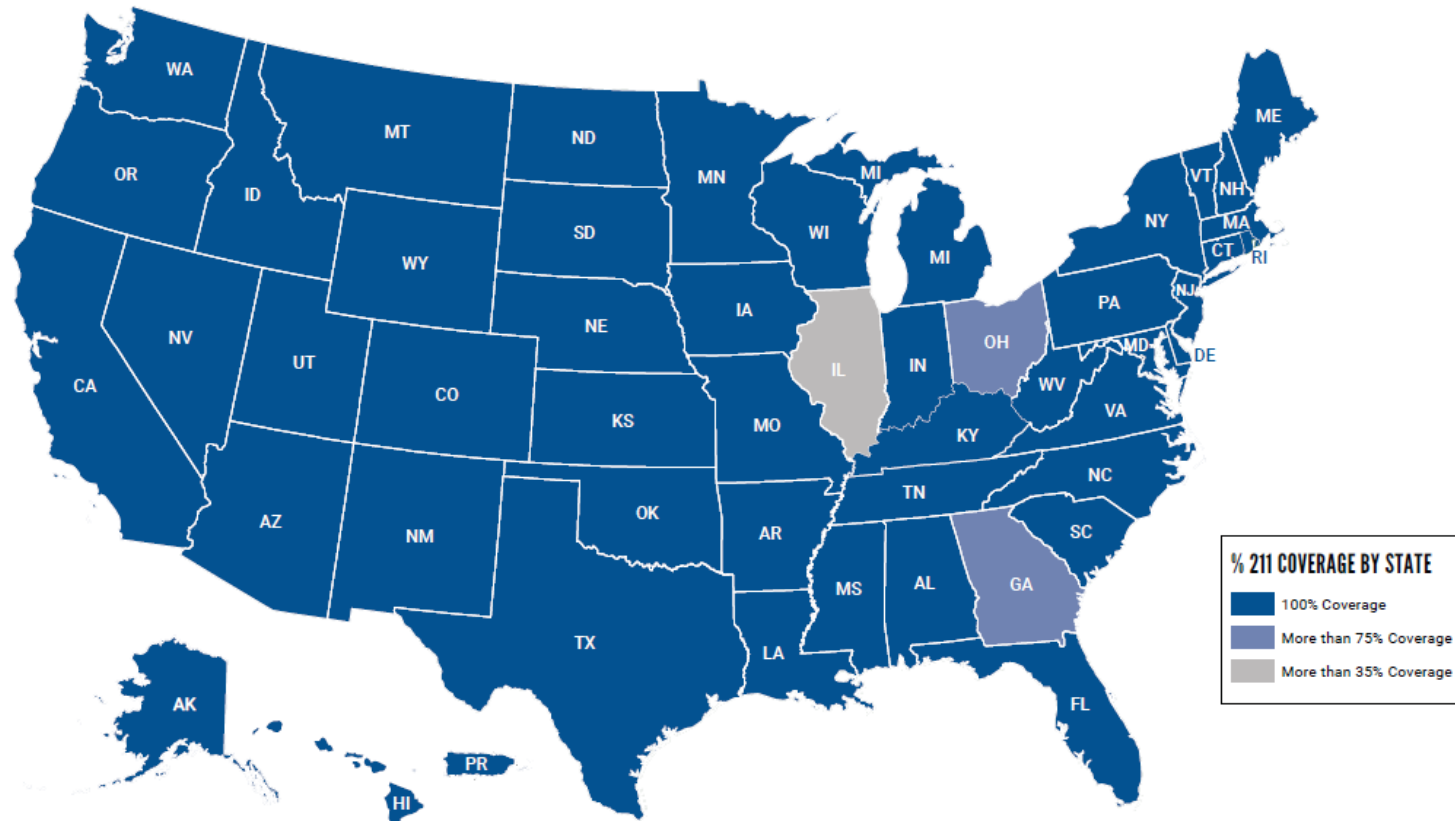 WA
MT
ND
ME
OR
ID
MN
MI
VT
NH
SD
WI
NY
MA
WY
MI
CT
RI
IA
PA
NJ
NE
OH
MD
DE
NV
UT
IL
IN
WV
CA
CO
VA
KS
MO
KY
NC
TN
AZ
NM
OK
AR
SC
MS
AL
GA
TX
LA
AK
FL
PR
HI
% 211 COVERAGE BY STATE
100% Coverage
More than 75% Coverage
More than 35% Coverage